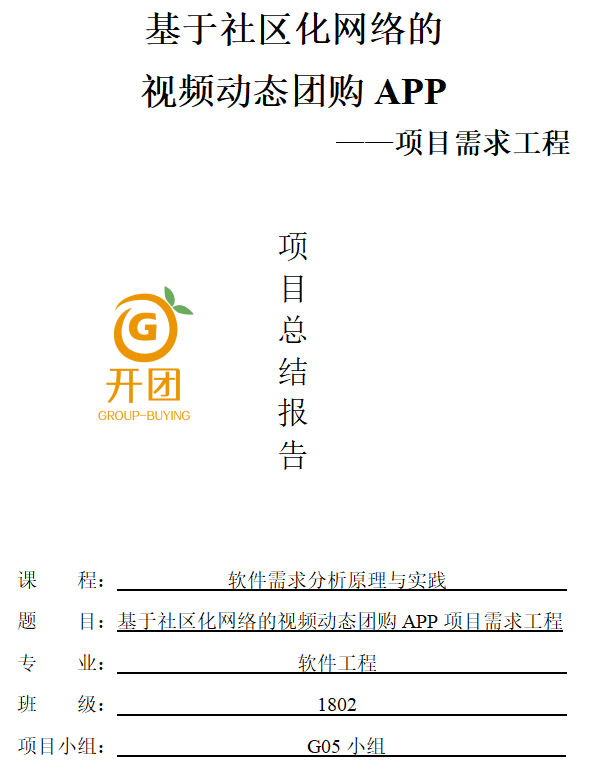 基于社区化网络的
视频动态团购 APP
——项目需求工程
项
目
总
结
报
告
G
开团
GROUP-BUYING
课 程： 软件需求分析原理与实践
题 目：基于社区化网络的视频动态团购 APP 项目需求工程
专 业： 软件工程
班 级： 1802
项目小组： G05 小组